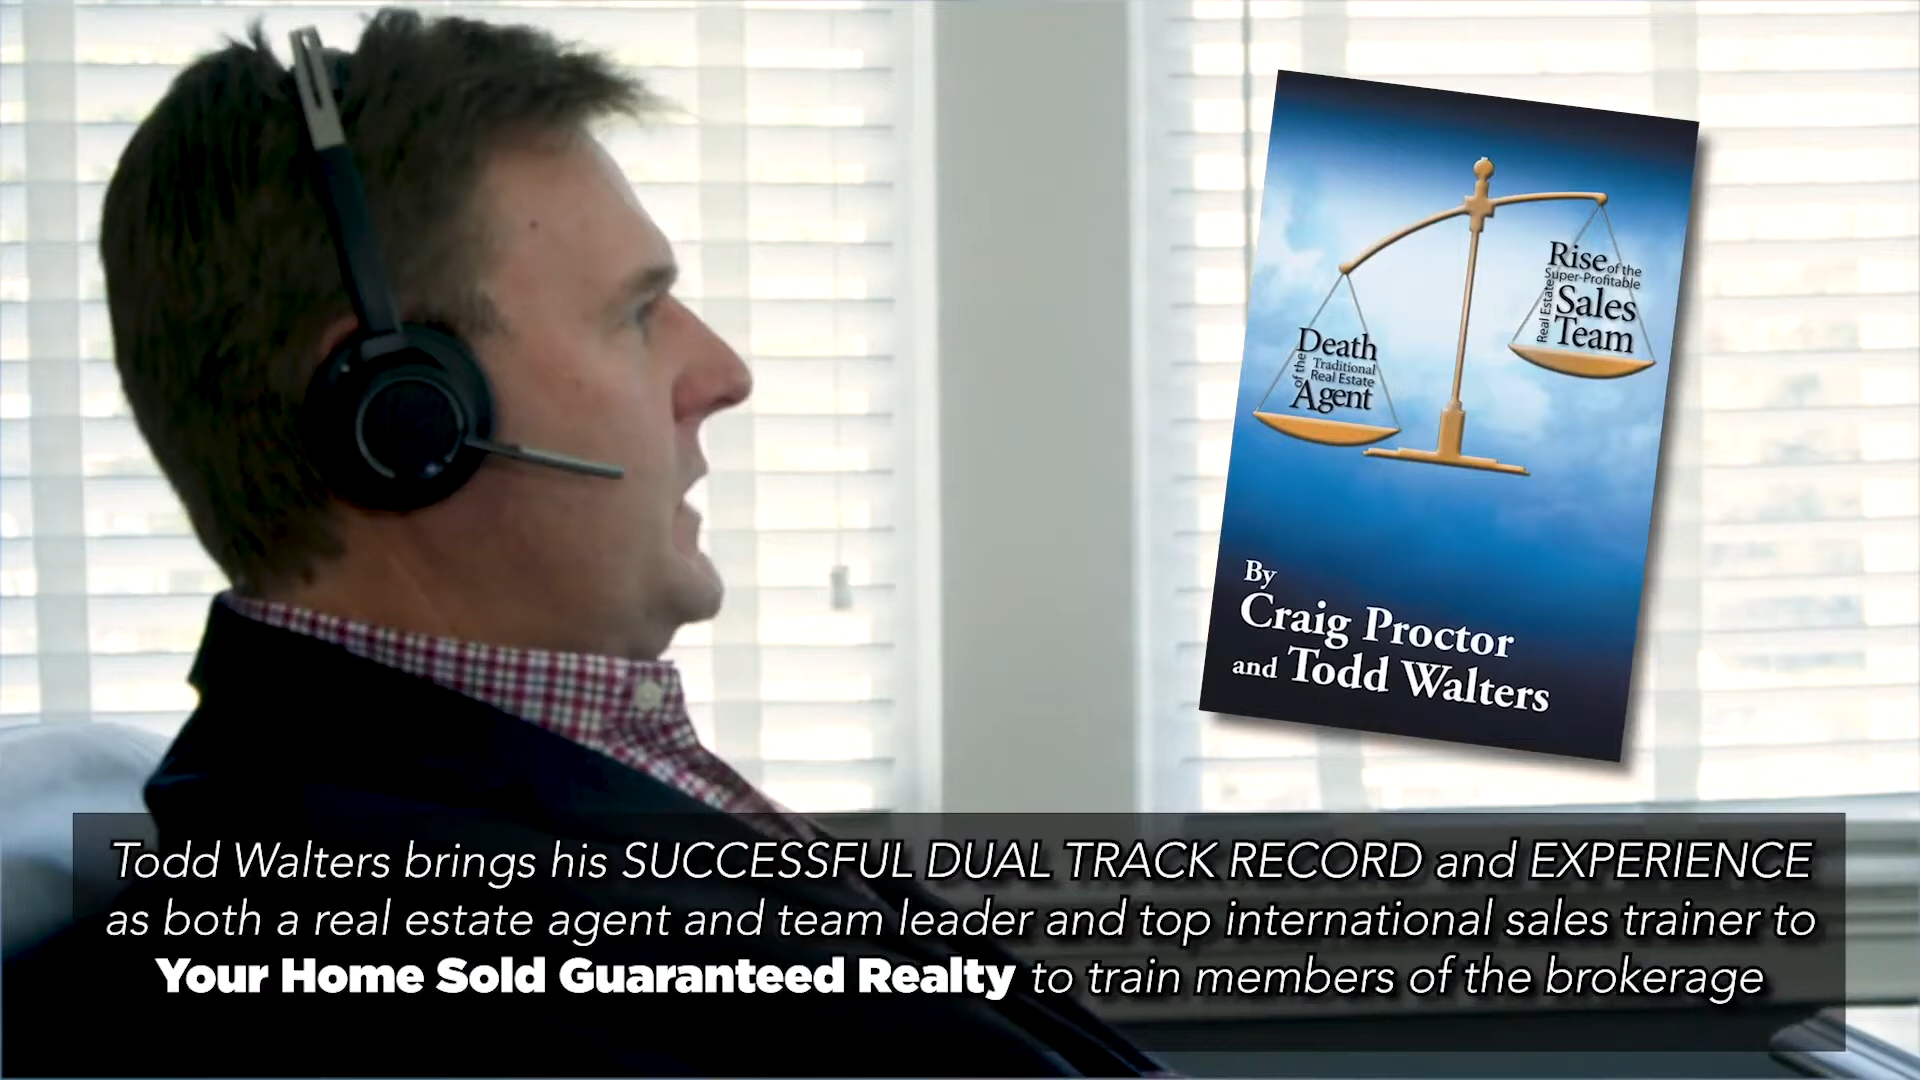 Rise of the
Super-Profitable
Real Estate
Sales
Team
Death
of the
Traditional
Real Estate
Agent
By
Craig Proctor
and Todd Walters
Todd Walters brings his SUCCESSFUL DUAL TRACK RECORD and EXPERIENCE
as both a real estate agent and team leader and top international sales trainer to
Your Home Sold Guaranteed Realty to train members of the brokerage